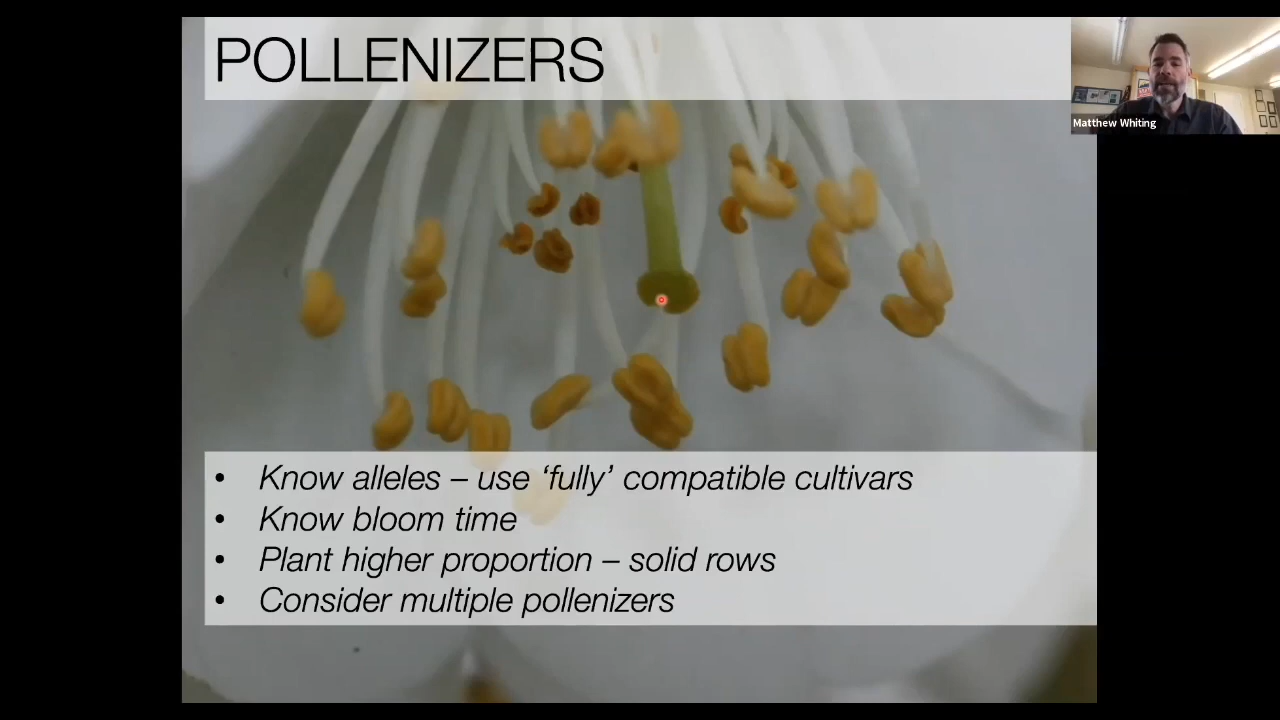 POLLENIZERS
Matthew Whiting
• Know alleles – use ‘fully’ compatible cultivars
• Know bloom time
• Plant higher proportion – solid rows
• Consider multiple pollenizers